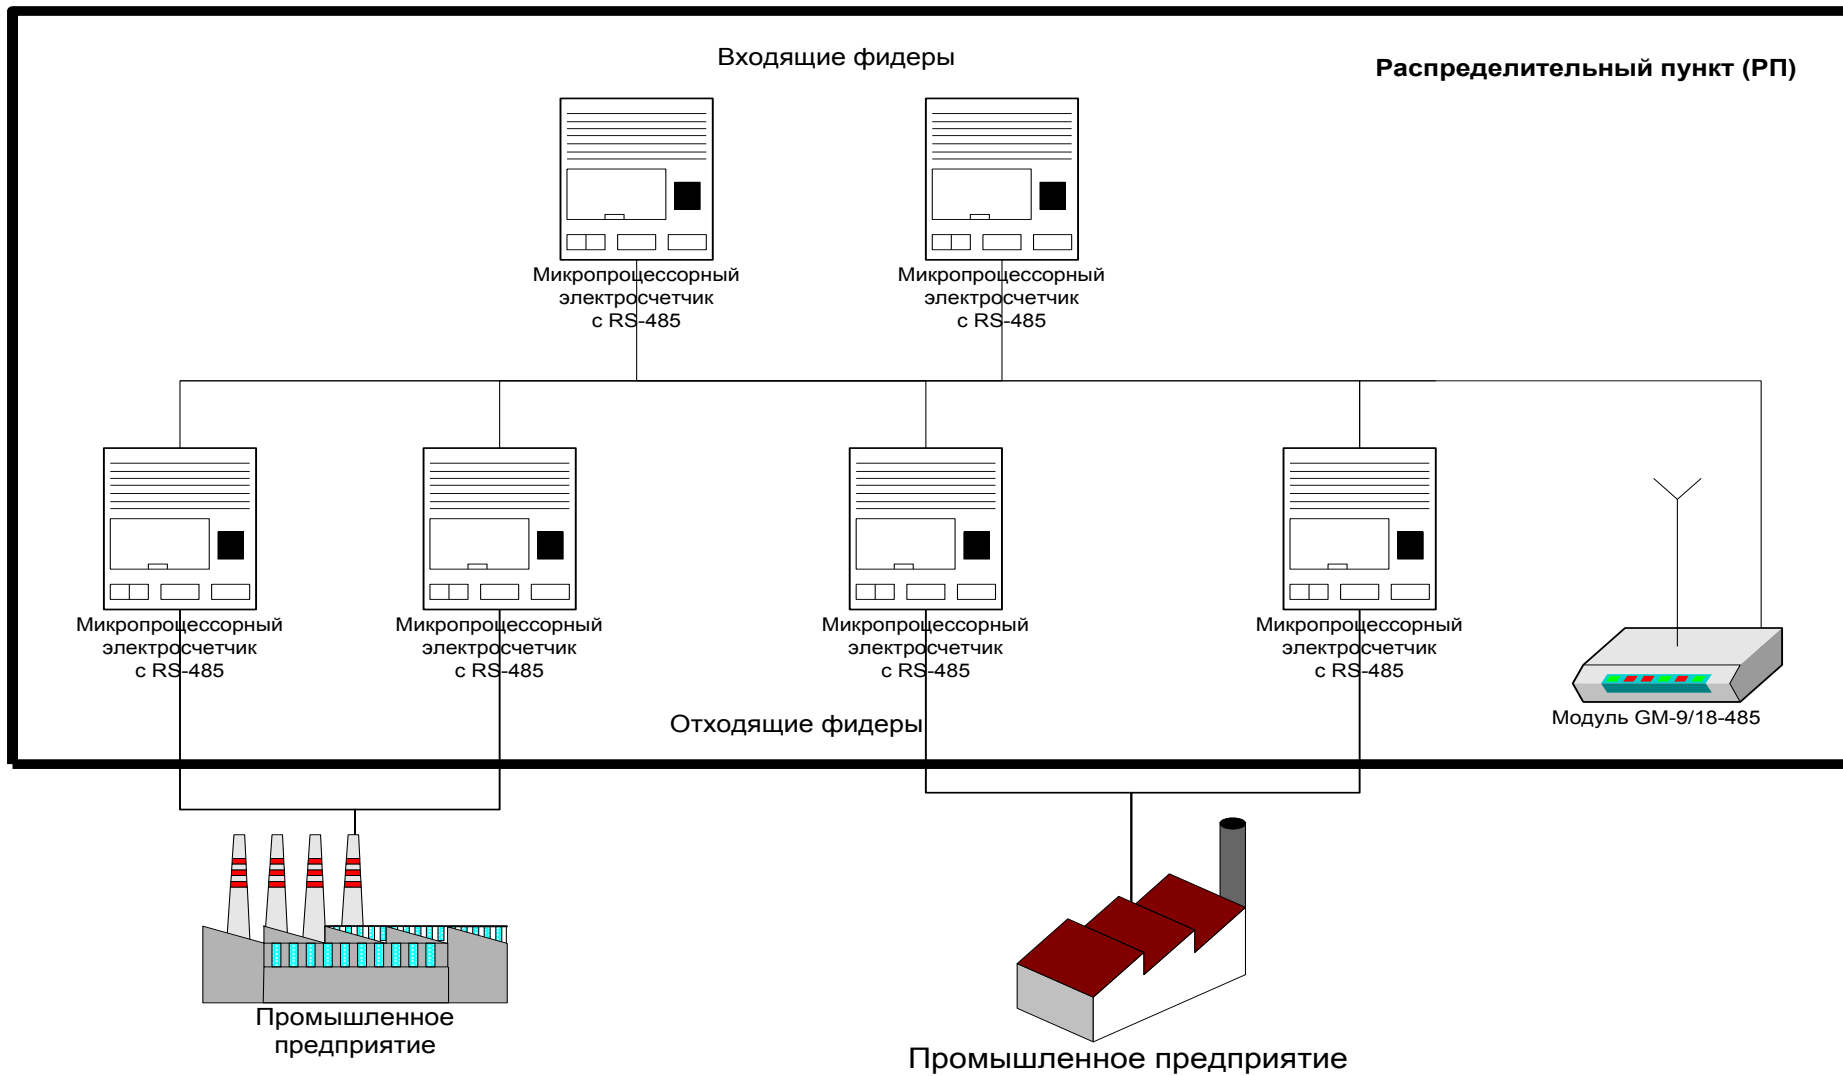 Входящие фидеры
Распределительный пункт (РП)
Микропроцессорный
электросчетчик
с RS-485
Микропроцессорный
электросчетчик
с RS-485
Микропроцессорный
электросчетчик
с RS-485
Микропроцессорный
электросчетчик
с RS-485
Микропроцессорный
электросчетчик
с RS-485
Микропроцессорный
электросчетчик
с RS-485
Модуль GM-9/18-485
Отходящие фидеры
Промышленное
предприятие
Промышленное предприятие